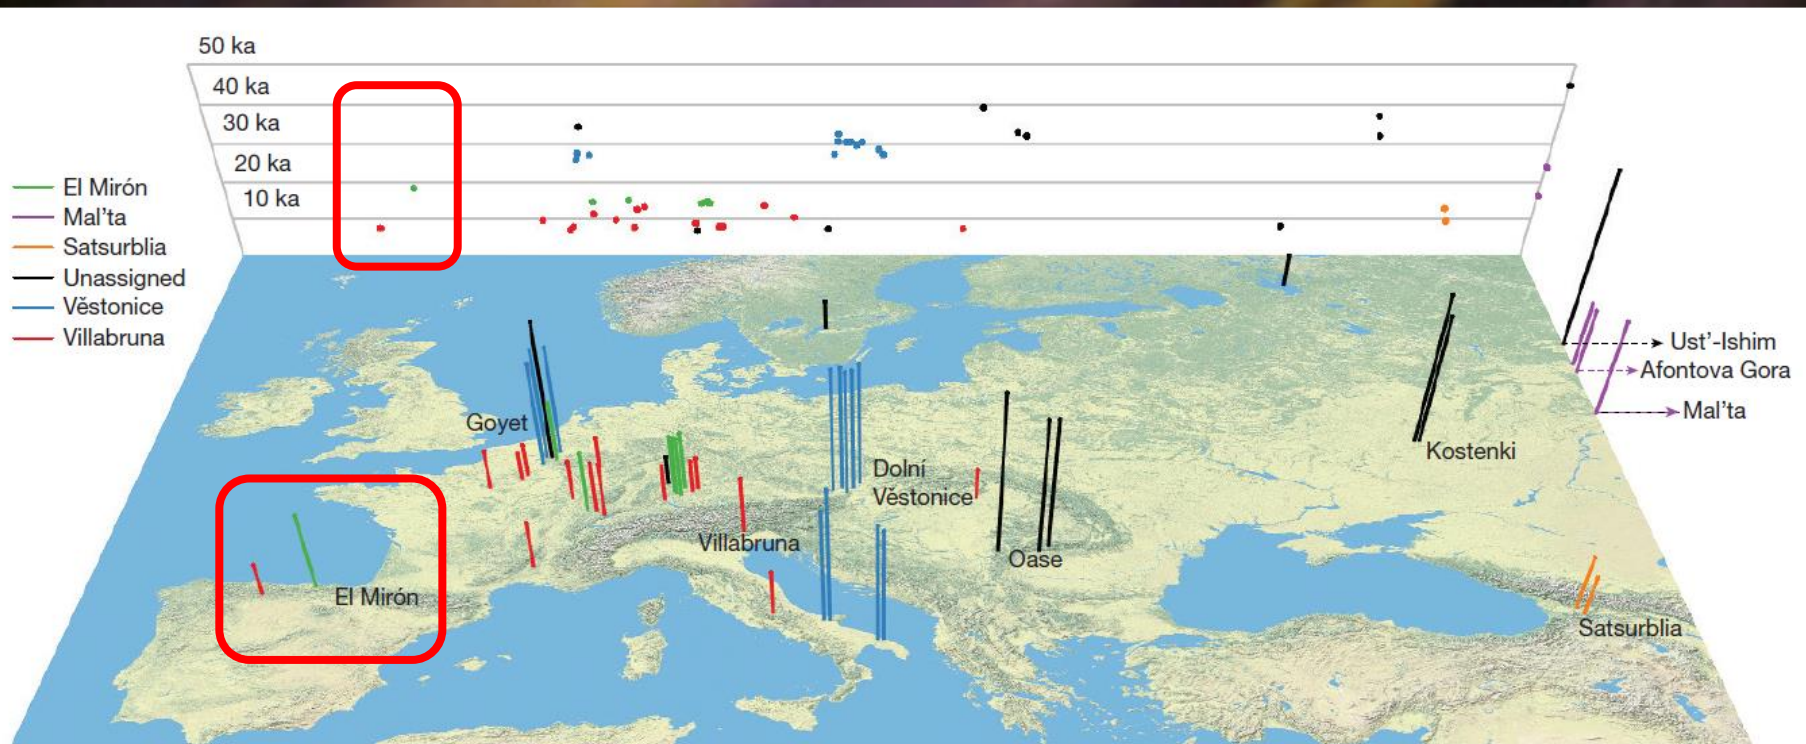 50 ka
40 ka
30 ka
20 ka
10 ka
El Mirón
Mal'ta
Satsurblia
Unassigned
Věstonice
Villabruna
Goyet
Dolní
Věstonice
Villabruna
Oase
El Mirón
Kostenki
Satsurblia
Ust'-Ishim
Afontova Gora
Mal'ta